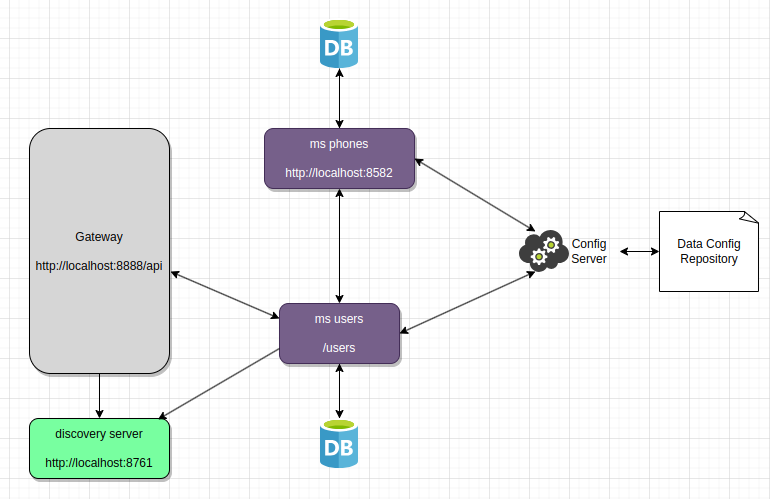 DB
ms phones
http://localhost:8582
Gateway
http://localhost:8888/api
Config
Server
Data Config
Repository
ms users
/users
discovery server
http://localhost:8761
DB